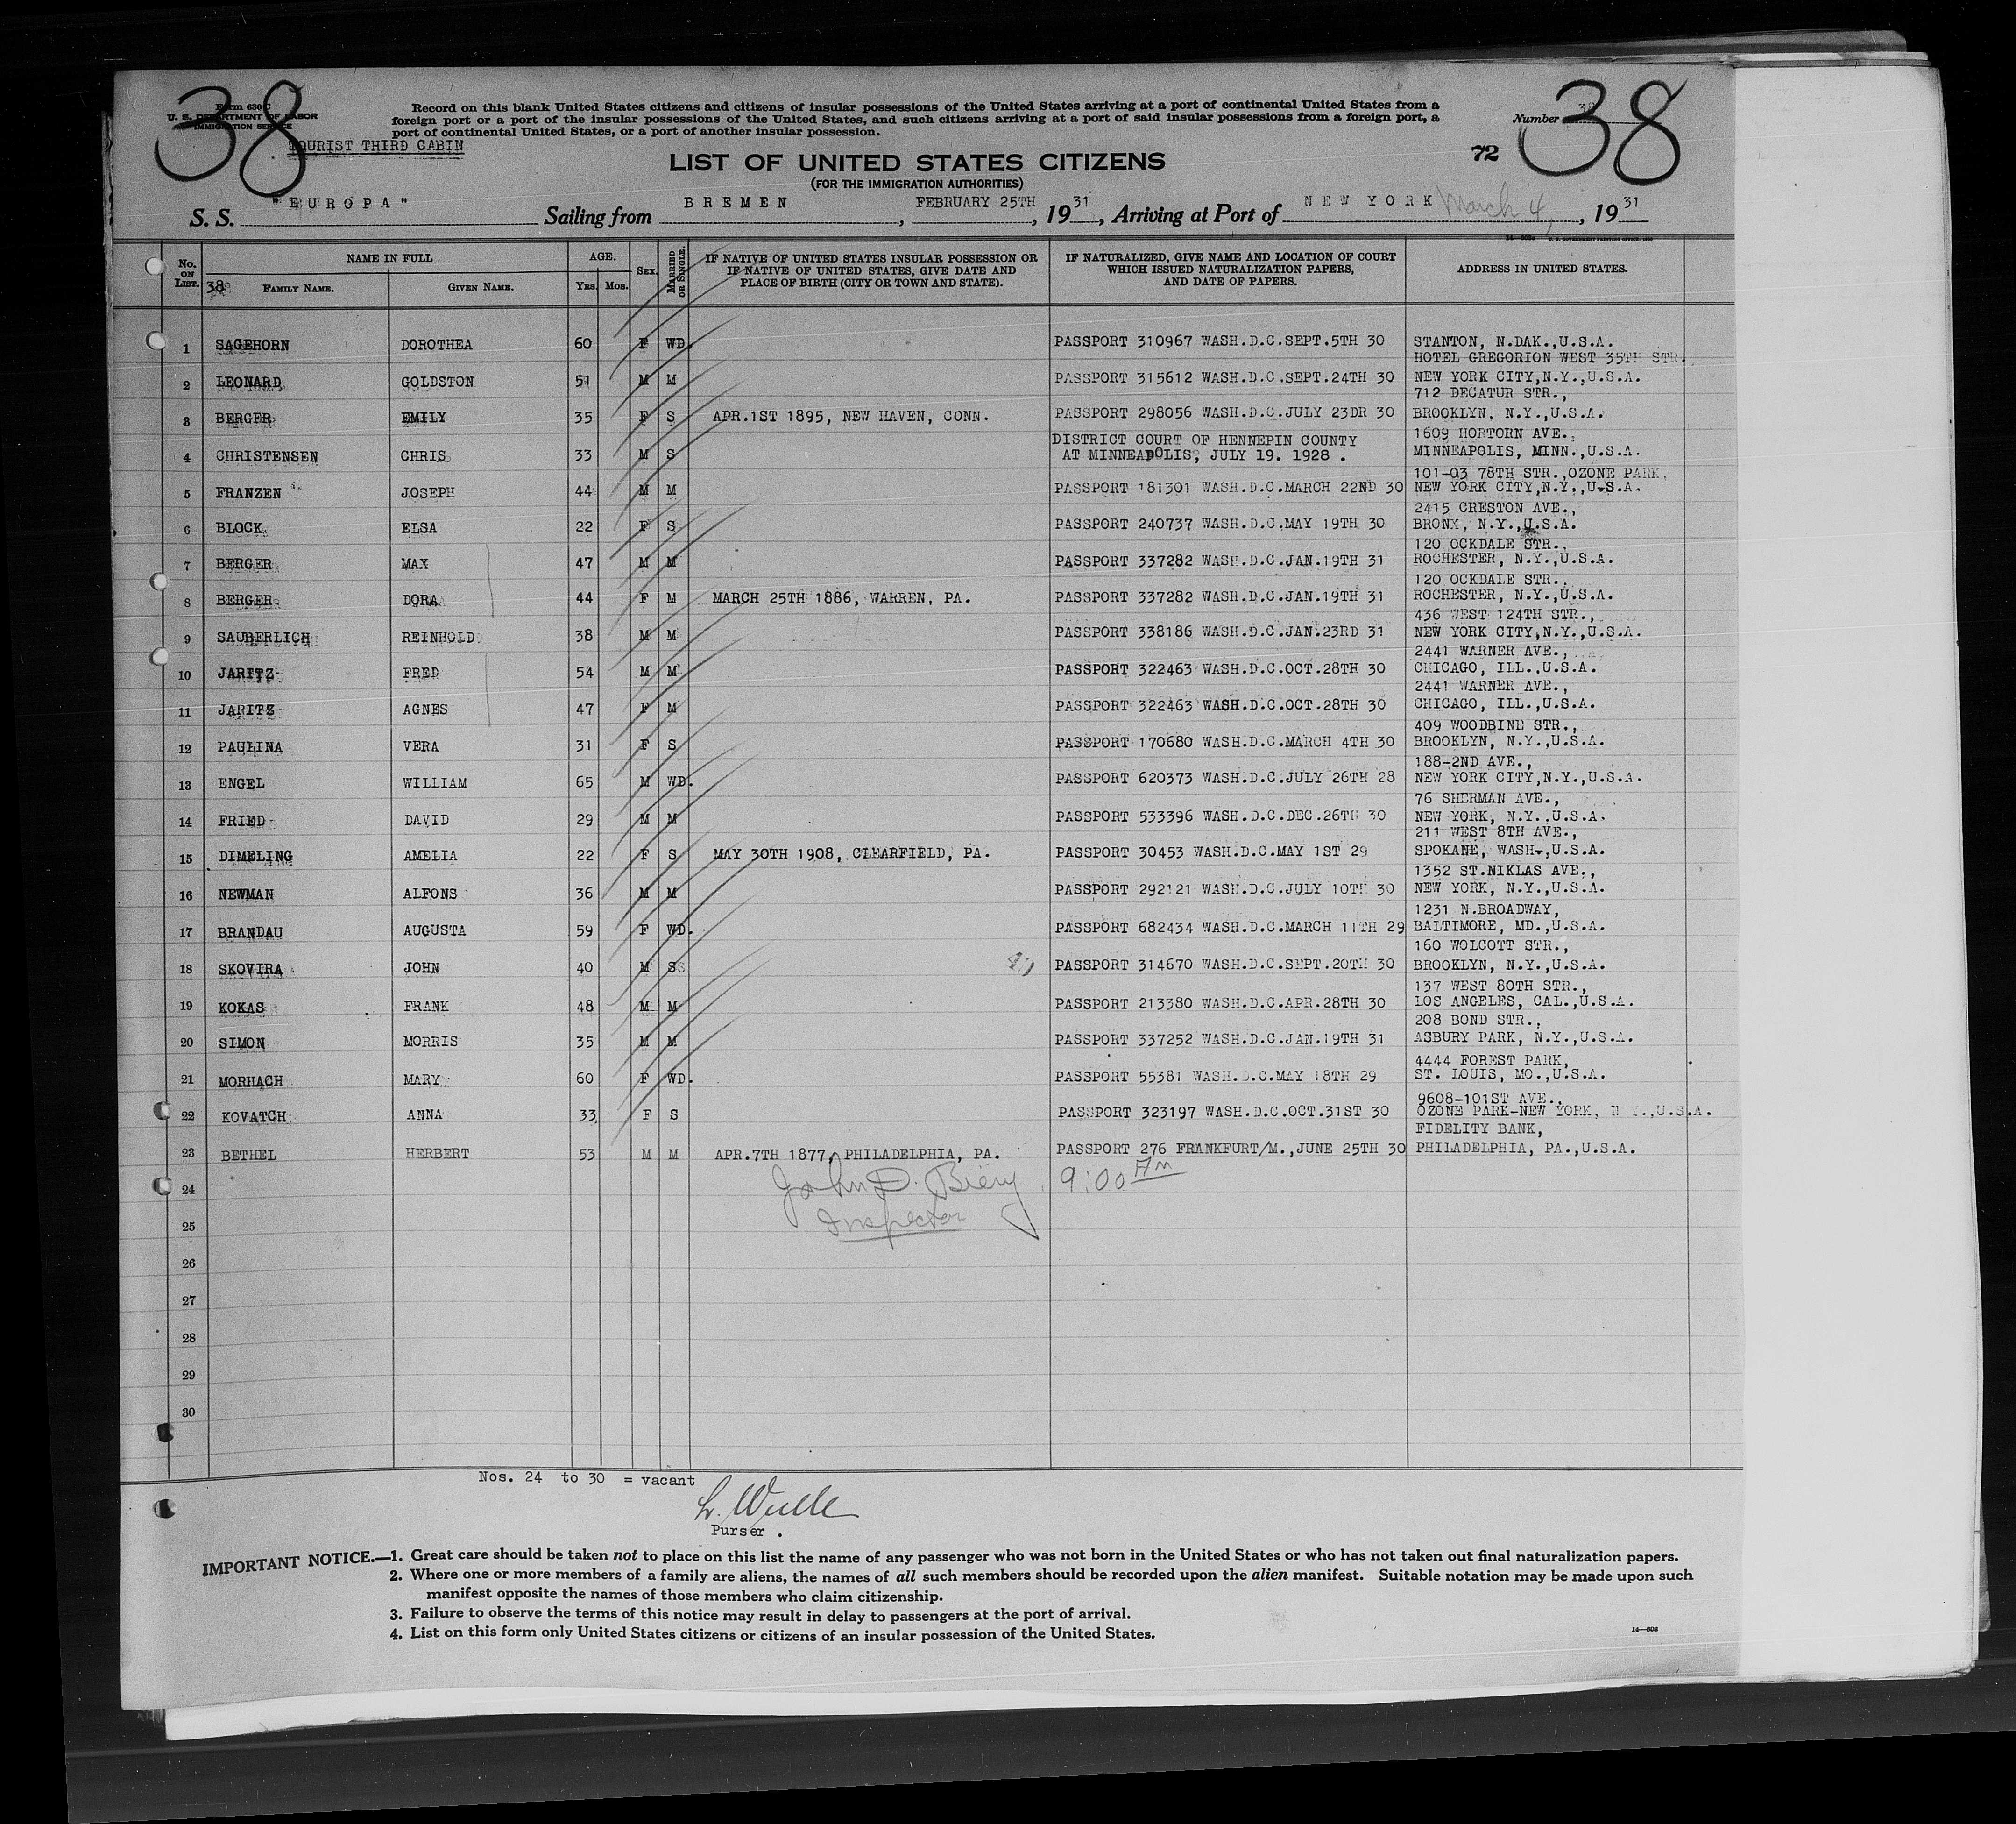 38
Form 630 C
U. S. DEPARTMENT OF LABOR
IMMIGRATION SERVICE
TOURIST THIRD CABIN
Record on this blank United States citizens and citizens of insular possessions of the United States arriving at a port of continental United States from a
foreign port or a port of the insular possessions of the United States, and such citizens arriving at a port of said insular possessions from a foreign port, a
port of continental United States, or a port of another insular possession.
Number 38
LIST OF UNITED STATES CITIZENS
72
(FOR THE IMMIGRATION AUTHORITIES)
S. S. "EUROPA" Sailing from BREMEN, FEBRUARY 25TH, 1931, Arriving at Port of NEW YORK March 4, 1931
No. ON LIST. NAME IN FULL AGE. SEX. MARRIED OR SINGLE. IF NATIVE OF UNITED STATES INSULAR POSSESSION OR IF NATIVE OF UNITED STATES, GIVE DATE AND PLACE OF BIRTH (CITY OR TOWN AND STATE). IF NATURALIZED, GIVE NAME AND LOCATION OF COURT WHICH ISSUED NATURALIZATION PAPERS, AND DATE OF PAPERS. ADDRESS IN UNITED STATES.
38 FAMILY NAME. GIVEN NAME. YRS. MOS.
1 SAGEHORN DOROTHEA 60 F WD. PASSPORT 310967 WASH.D.C.SEPT.5TH 30 STANTON, N.DAK.,U.S.A.
HOTEL GREGORION WEST 35TH STR.
2 LEONARD GOLDSTON 51 M M PASSPORT 315612 WASH.D.C.SEPT.24TH 30 NEW YORK CITY,N.Y.,U.S.A.
712 DECATUR STR.,
3 BERGER EMILY 35 F S APR.1ST 1895, NEW HAVEN, CONN. PASSPORT 298056 WASH.D.C.JULY 23DR 30 BROOKLYN, N.Y.,U.S.A.
DISTRICT COURT OF HENNEPIN COUNTY 1609 HORTORN AVE.,
4 CHRISTENSEN CHRIS 33 M S AT MINNEAPOLIS, JULY 19. 1928 . MINNEAPOLIS, MINN.,U.S.A.
101-03 78TH STR.,OZONE PARK,
5 FRANZEN JOSEPH 44 M M PASSPORT 181301 WASH.D.C.MARCH 22ND 30 NEW YORK CITY,N.Y.,U.S.A.
2415 CRESTON AVE.,
6 BLOCK ELSA 22 F S PASSPORT 240737 WASH.D.C.MAY 19TH 30 BRONX, N.Y.,U.S.A.
120 OCKDALE STR.,
7 BERGER MAX 47 M M PASSPORT 337282 WASH.D.C.JAN.19TH 31 ROCHESTER, N.Y.,U.S.A.
120 OCKDALE STR.,
8 BERGER DORA 44 F M MARCH 25TH 1886, WARREN, PA. PASSPORT 337282 WASH.D.C.JAN.19TH 31 ROCHESTER, N.Y.,U.S.A.
436 WEST 124TH STR.,
9 SAUBERLICH REINHOLD 38 M M PASSPORT 338186 WASH.D.C.JAN.23RD 31 NEW YORK CITY,N.Y.,U.S.A.
2441 WARNER AVE.,
10 JARITZ FRED 54 M M PASSPORT 322463 WASH.D.C.OCT.28TH 30 CHICAGO, ILL.,U.S.A.
2441 WARNER AVE.,
11 JARITZ AGNES 47 F M PASSPORT 322463 WASH.D.C.OCT.28TH 30 CHICAGO, ILL.,U.S.A.
409 WOODBINE STR.,
12 PAULINA VERA 31 F S PASSPORT 170680 WASH.D.C.MARCH 4TH 30 BROOKLYN, N.Y.,U.S.A.
188-2ND AVE.,
13 ENGEL WILLIAM 65 M WD. PASSPORT 620373 WASH.D.C.JULY 26TH 28 NEW YORK CITY,N.Y.,U.S.A.
76 SHERMAN AVE.,
14 FRIED DAVID 29 M M PASSPORT 533396 WASH.D.C.DEC.26TH 30 NEW YORK, N.Y.,U.S.A.
211 WEST 8TH AVE.,
15 DIMELING AMELIA 22 F S MAY 30TH 1908, CLEARFIELD, PA. PASSPORT 30453 WASH.D.C.MAY 1ST 29 SPOKANE, WASH.,U.S.A.
1352 ST.NIKLAS AVE.,
16 NEWMAN ALFONS 36 M M PASSPORT 292121 WASH.D.C.JULY 10TH 30 NEW YORK, N.Y.,U.S.A.
1231 N.BROADWAY,
17 BRANDAU AUGUSTA 59 F WD. PASSPORT 682434 WASH.D.C.MARCH 11TH 29 BALTIMORE, MD.,U.S.A.
160 WOLCOTT STR.,
18 SKOVIRA JOHN 40 M S PASSPORT 314670 WASH.D.C.SEPT.20TH 30 BROOKLYN, N.Y.,U.S.A.
137 WEST 80TH STR.,
19 KOKAS FRANK 48 M M PASSPORT 213380 WASH.D.C.APR.28TH 30 LOS ANGELES, CAL.,U.S.A.
208 BOND STR.,
20 SIMON MORRIS 35 M M PASSPORT 337252 WASH.D.C.JAN.19TH 31 ASBURY PARK, N.Y.,U.S.A.
4444 FOREST PARK,
21 MORHACH MARY 60 F WD. PASSPORT 55381 WASH.D.C.MAY 18TH 29 ST. LOUIS, MO.,U.S.A.
9608-101ST AVE.,
22 KOVATCH ANNA 33 F S PASSPORT 323197 WASH.D.C.OCT.31ST 30 OZONE PARK-NEW YORK, N.Y.,U.S.A.
FIDELITY BANK,
23 BETHEL HERBERT 53 M M APR.7TH 1877, PHILADELPHIA, PA. PASSPORT 276 FRANKFURT/M.,JUNE 25TH 30 PHILADELPHIA, PA.,U.S.A.
24 John D. Biery 9:00 AM
25 Inspector
26
27
28
29
30
Nos. 24 to 30 = vacant
L. Wulle
Purser .
IMPORTANT NOTICE.—1. Great care should be taken not to place on this list the name of any passenger who was not born in the United States or who has not taken out final naturalization papers.
2. Where one or more members of a family are aliens, the names of all such members should be recorded upon the alien manifest. Suitable notation may be made upon such
manifest opposite the names of those members who claim citizenship.
3. Failure to observe the terms of this notice may result in delay to passengers at the port of arrival.
4. List on this form only United States citizens or citizens of an insular possession of the United States.
14—608